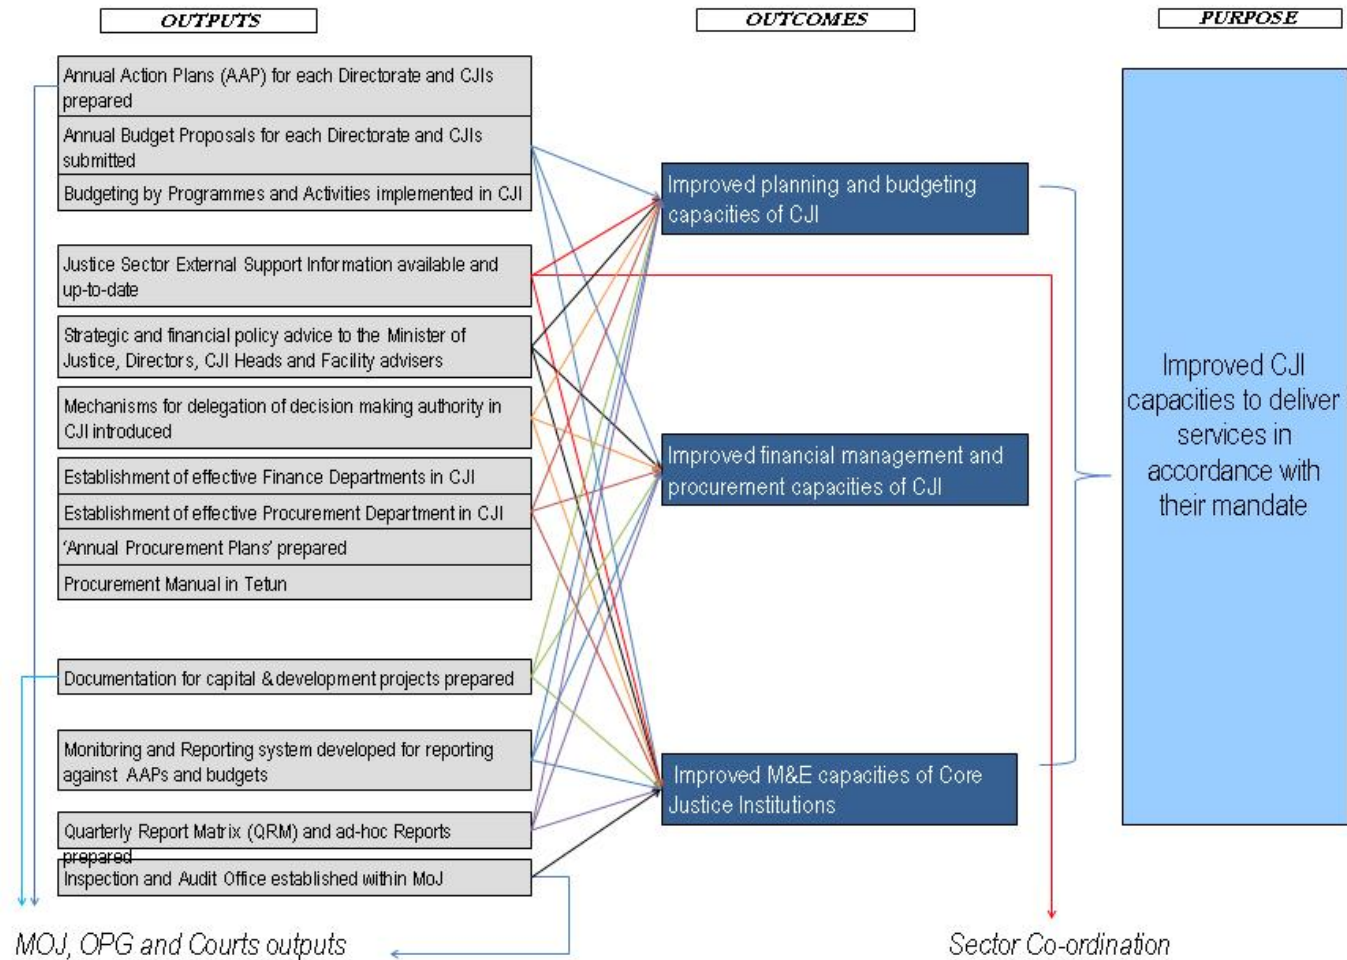 OUTPUTS
OUTCOMES
PURPOSE
Annual Action Plans (AAP) for each Directorate and CJIs
prepared
Annual Budget Proposals for each Directorate and CJIs
submitted
Budgeting by Programmes and Activities implemented in CJI
Justice Sector External Support Information available and
up-to-date
Strategic and financial policy advice to the Minister of
Justice, Directors, CJI Heads and Facility advisers
Mechanisms for delegation of decision making authority in
CJI introduced
Establishment of effective Finance Departments in CJI
Establishment of effective Procurement Department in CJI
‘Annual Procurement Plans’ prepared
Procurement Manual in Tetun
Documentation for capital & development projects prepared
Monitoring and Reporting system developed for reporting
against AAPs and budgets
Quarterly Report Matrix (QRM) and ad-hoc Reports
prepared
Inspection and Audit Office established within MoJ
Improved planning and budgeting
capacities of CJI
Improved financial management and
procurement capacities of CJI
Improved M&E capacities of Core
Justice Institutions
Improved CJI
capacities to deliver
services in
accordance with
their mandate
MOJ, OPG and Courts outputs
Sector Co-ordination